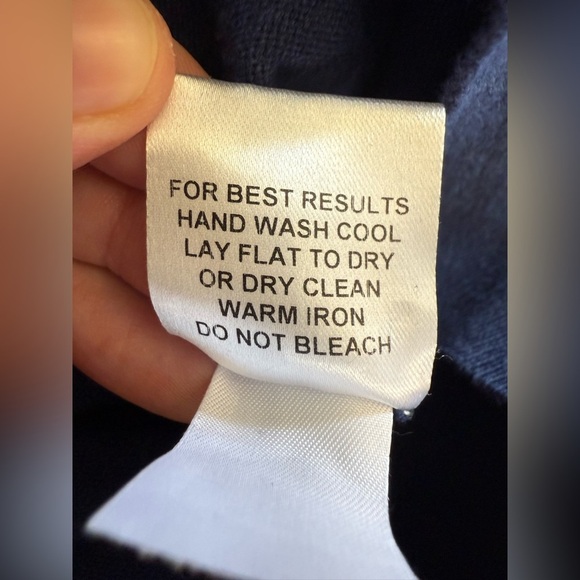 FOR BEST RESULTS
HAND WASH COOL
LAY FLAT TO DRY
OR DRY CLEAN
WARM IRON
DO NOT BLEACH